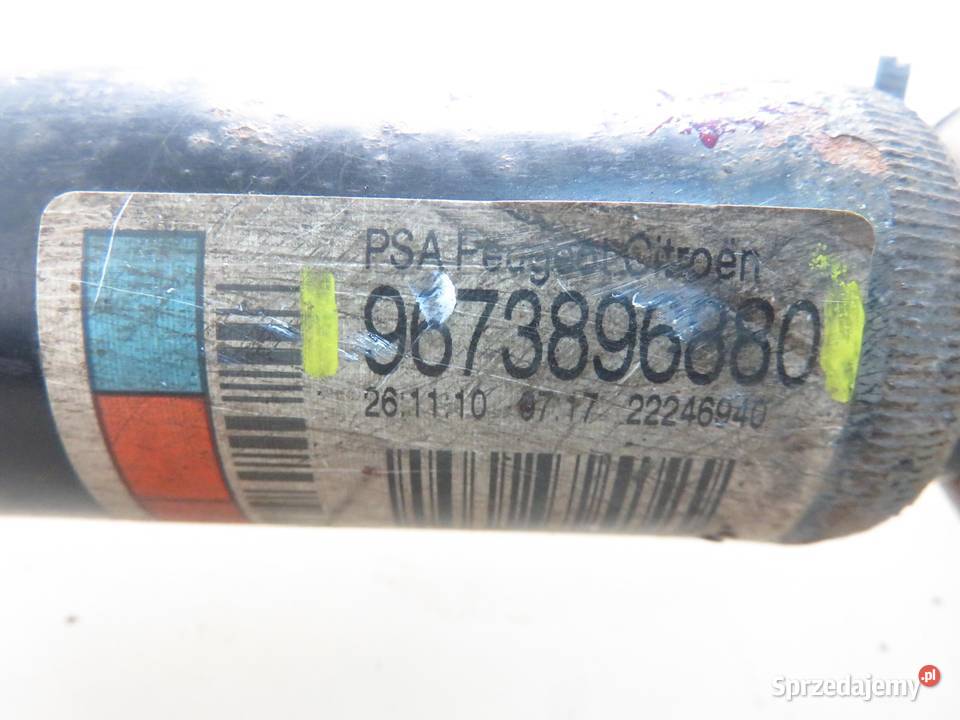 PSA Peugeot Citroën
9673896880
26:11:10 07:17 22246940
Sprzedajemy.pl